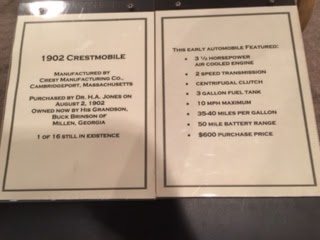 1902 CRESTMOBILE
MANUFACTURED BY
CREST MANUFACTURING CO.,
CAMBRIDGEPORT, MASSACHUSETTS
PURCHASED BY DR. H.A. JONES ON
AUGUST 2, 1902
OWNED NOW BY HIS GRANDSON,
BUCK BRINSON OF
MILLEN, GEORGIA
1 OF 16 STILL IN EXISTENCE
THIS EARLY AUTOMOBILE FEATURED:
• 3 ½ HORSEPOWER
AIR COOLED ENGINE
• 2 SPEED TRANSMISSION
• CENTRIFUGAL CLUTCH
• 3 GALLON FUEL TANK
• 10 MPH MAXIMUM
• 35-40 MILES PER GALLON
• 50 MILE BATTERY RANGE
• $600 PURCHASE PRICE